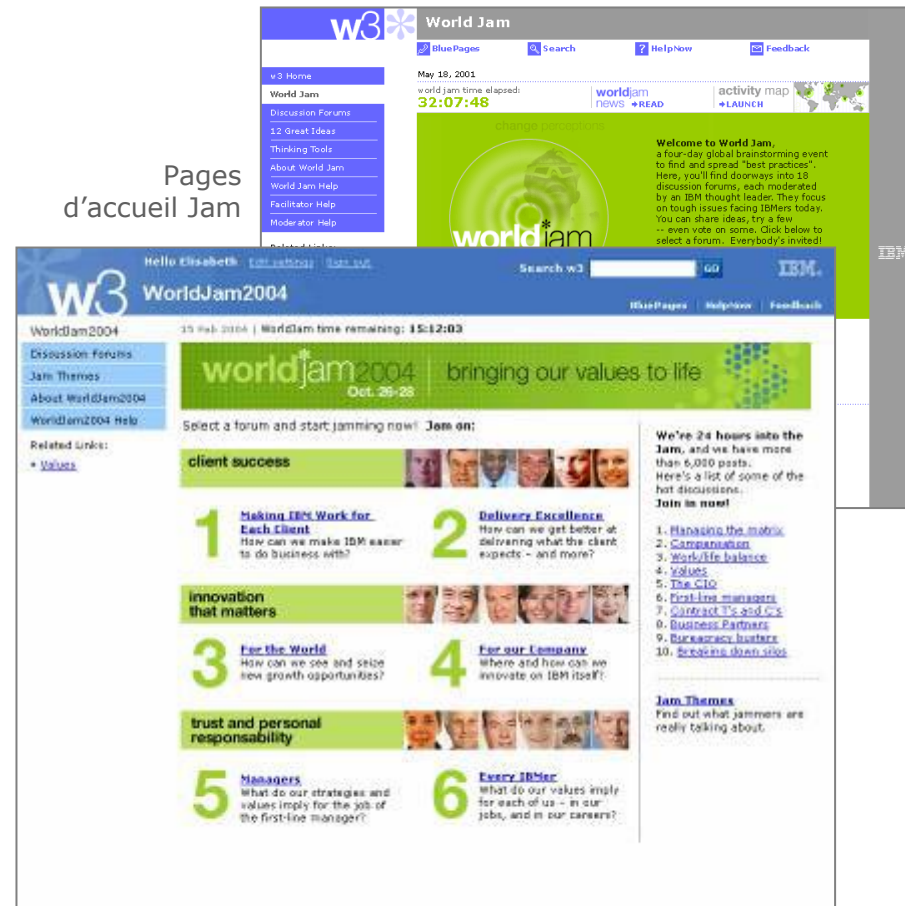 w3
World Jam
BluePages
Search
HelpNow
Feedback
w3 Home
World Jam
Discussion Forums
12 Great Ideas
Thinking Tools
About World Jam
World Jam Help
Facilitator Help
Moderator Help
Related Links:
May 18, 2001
world jam time elapsed:
32:07:48
worldjam
news READ
activity map
LAUNCH
change perceptions
worldjam
Welcome to World Jam,
a four-day global brainstorming event
to find and spread "best practices".
Here, you'll find doorways into 18
discussion forums, each moderated
by an IBM thought leader. They focus
on tough issues facing IBMers today.
You can share ideas, try a few
-- even vote on some. Click below to
select a forum. Everybody's invited!
IBM
Pages
d'accueil Jam
w3
Hello Elisabeth Edit settings Sign out
Search w3
GO
IBM
WorldJam2004
BluePages HelpNow Feedback
WorldJam2004
Discussion Forums
Jam Themes
About WorldJam2004
WorldJam2004 Help
Related Links:
• Values
2004 | WorldJam time remaining: 15:12:03
worldjam2004
Oct. 26-28
bringing our values to life
Select a forum and start jamming now! Jam on:
client success
1
Making IBM Work for
Each Client
How can we make IBM easier
to do business with?
2
Delivery Excellence
How can we get better at
delivering what the client
expects - and more?
innovation
that matters
3
For the World
How can we see and seize
new growth opportunities?
4
For our Company
Where and how can we
innovate on IBM itself?
trust and personal
responsability
5
Managers
What do our strategies and
values imply for the job of
the first-line manager?
6
Every IBMer
What do our values imply
for each of us - in our
jobs, and in our careers?
We're 24 hours into the
Jam, and we have more
than 6,000 posts.
Here's a list of some of the
hot discussions.
Join in now!
1. Managing the matrix
2. Compensation
3. Work/life balance
4. Values
5. The CIO
6. First-line managers
7. Contract T's and C's
8. Business Partners
9. Bureacracy busters
10. Breaking down silos
Jam Themes
Find out what jammers are
really talking about.